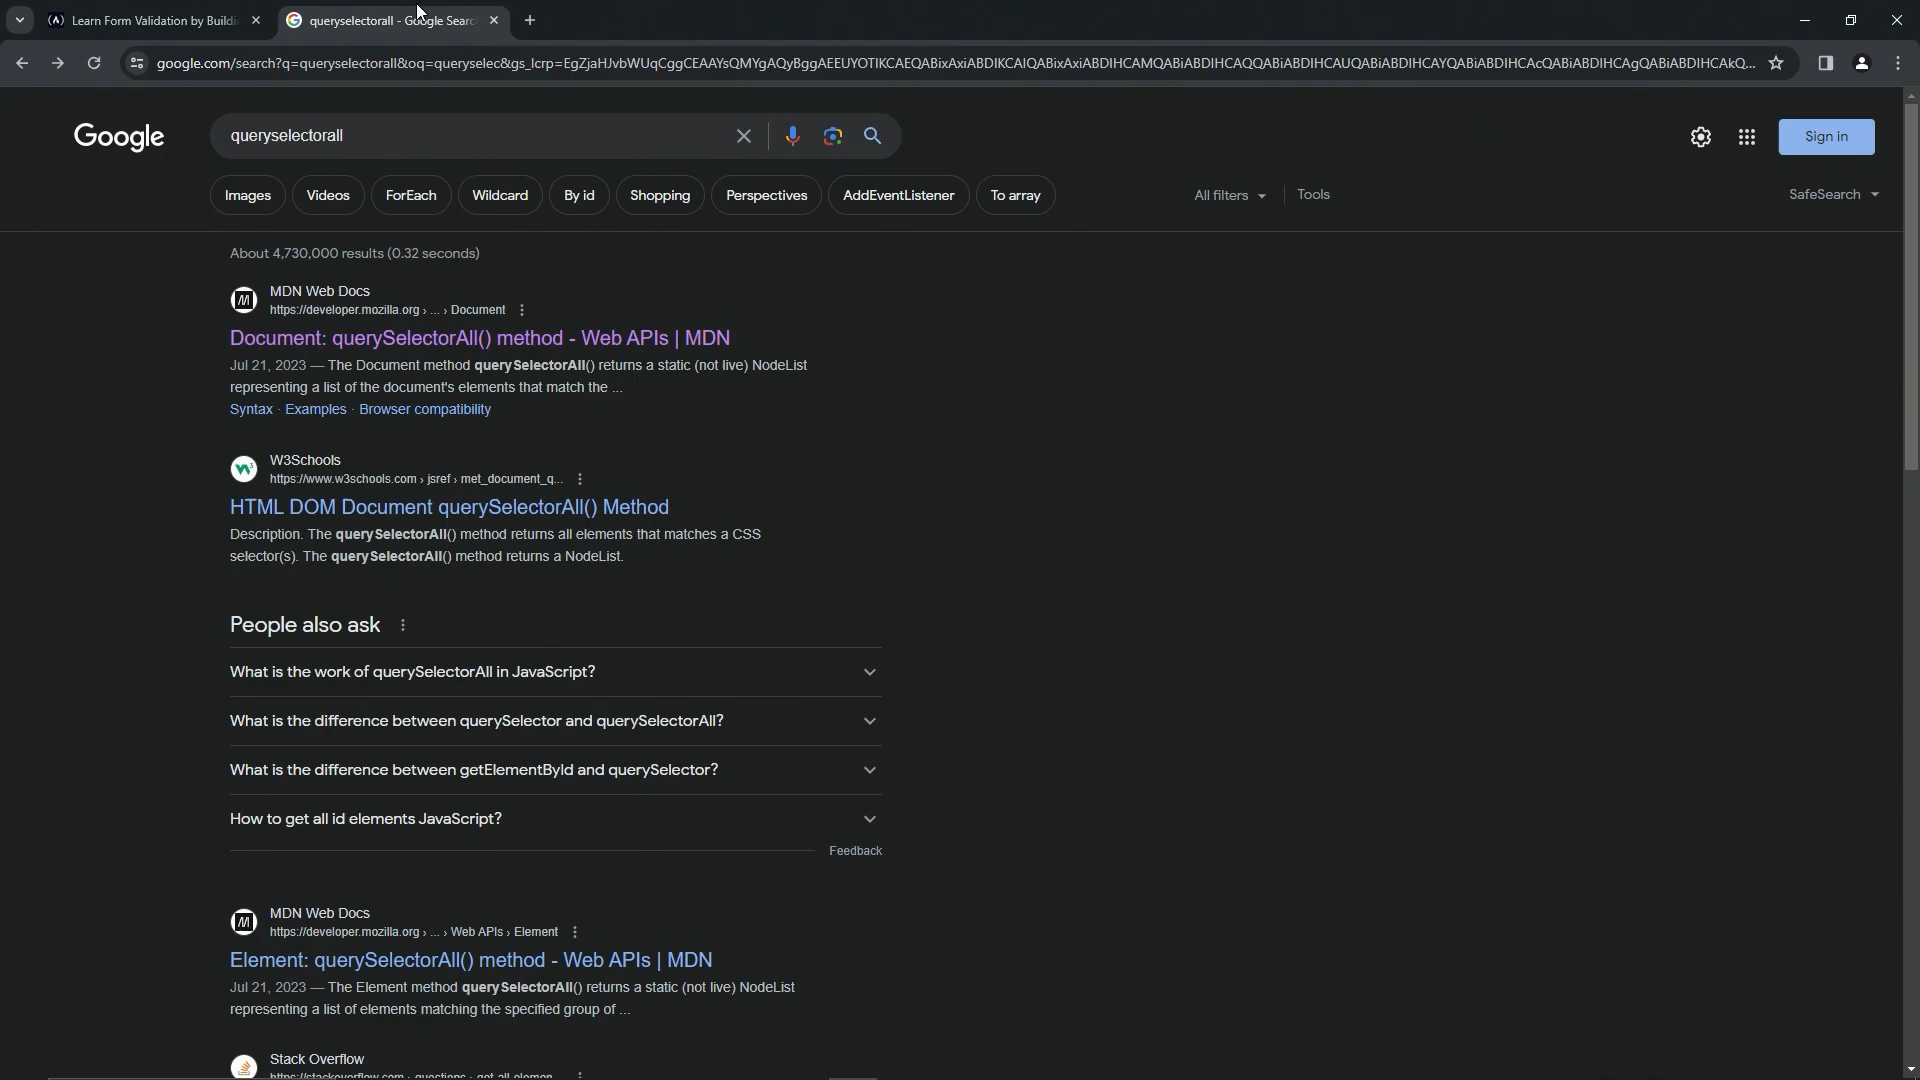 Learn Form Validation by Buildi
queryselectorall - Google Searc
google.com/search?q=queryselectorall&oq=queryselec&gs_lcrp=EgZjaHJvbWUqCggCEAAYsQMYgAQyBggAEEUYOTIKCAEQABixAxiABDIKCAIQABixAxiABDIHCAMQABiABDIHCAQQABiABDIHCAUQABiABDIHCAYQABiABDIHCAcQABiABDIHCAgQABiABDIHCAkQ...
Google
queryselectorall
Sign in
Images
Videos
ForEach
Wildcard
By id
Shopping
Perspectives
AddEventListener
To array
All filters
Tools
SafeSearch
About 4,730,000 results (0.32 seconds)
MDN Web Docs
https://developer.mozilla.org › ... › Document
Document: querySelectorAll() method - Web APIs | MDN
Jul 21, 2023 — The Document method querySelectorAll() returns a static (not live) NodeList
representing a list of the document's elements that match the ...
Syntax · Examples · Browser compatibility
W3Schools
https://www.w3schools.com › jsref › met_document_q...
HTML DOM Document querySelectorAll() Method
Description. The querySelectorAll() method returns all elements that matches a CSS
selector(s). The querySelectorAll() method returns a NodeList.
People also ask
What is the work of querySelectorAll in JavaScript?
What is the difference between querySelector and querySelectorAll?
What is the difference between getElementById and querySelector?
How to get all id elements JavaScript?
Feedback
MDN Web Docs
https://developer.mozilla.org › ... › Web APIs › Element
Element: querySelectorAll() method - Web APIs | MDN
Jul 21, 2023 — The Element method querySelectorAll() returns a static (not live) NodeList
representing a list of elements matching the specified group of ...
Stack Overflow
https://stackoverflow.com › questions › get-all-elemen...